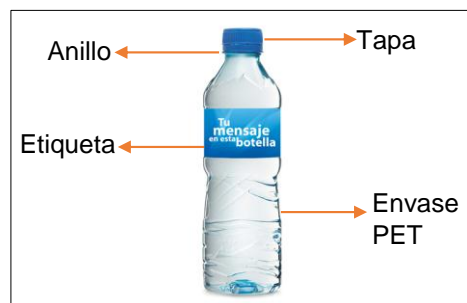 Tapa
Anillo
Tu
mensaje
en esta botella
Etiqueta
Envase
PET